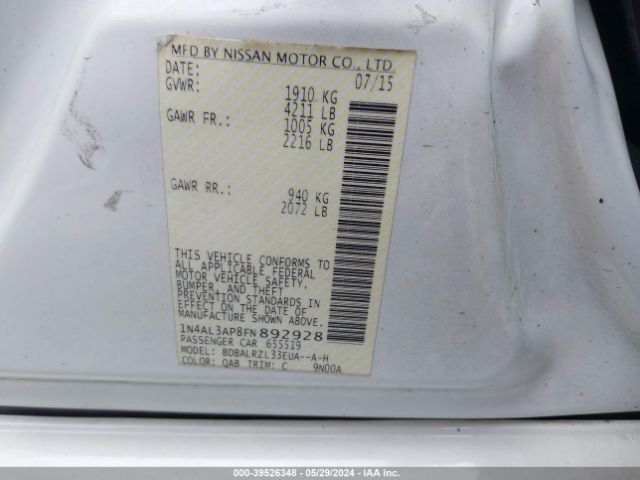 MFD BY NISSAN MOTOR CO., LTD.
DATE: 07/15
GVWR: 1910 KG
4211 LB
GAWR FR.: 1005 KG
2216 LB
GAWR RR.: 940 KG
2072 LB
THIS VEHICLE CONFORMS TO
ALL APPLICABLE FEDERAL
MOTOR VEHICLE SAFETY,
BUMPER, AND THEFT
PREVENTION STANDARDS IN
EFFECT ON THE DATE OF
MANUFACTURE SHOWN ABOVE.
1N4AL3AP8FN892928
PASSENGER CAR 655519
MODEL: BDBALRZL33EUA--A-H
COLOR: QAB TRIM: C 9N00A
000-39526348 - 05/29/2024 - IAA Inc.